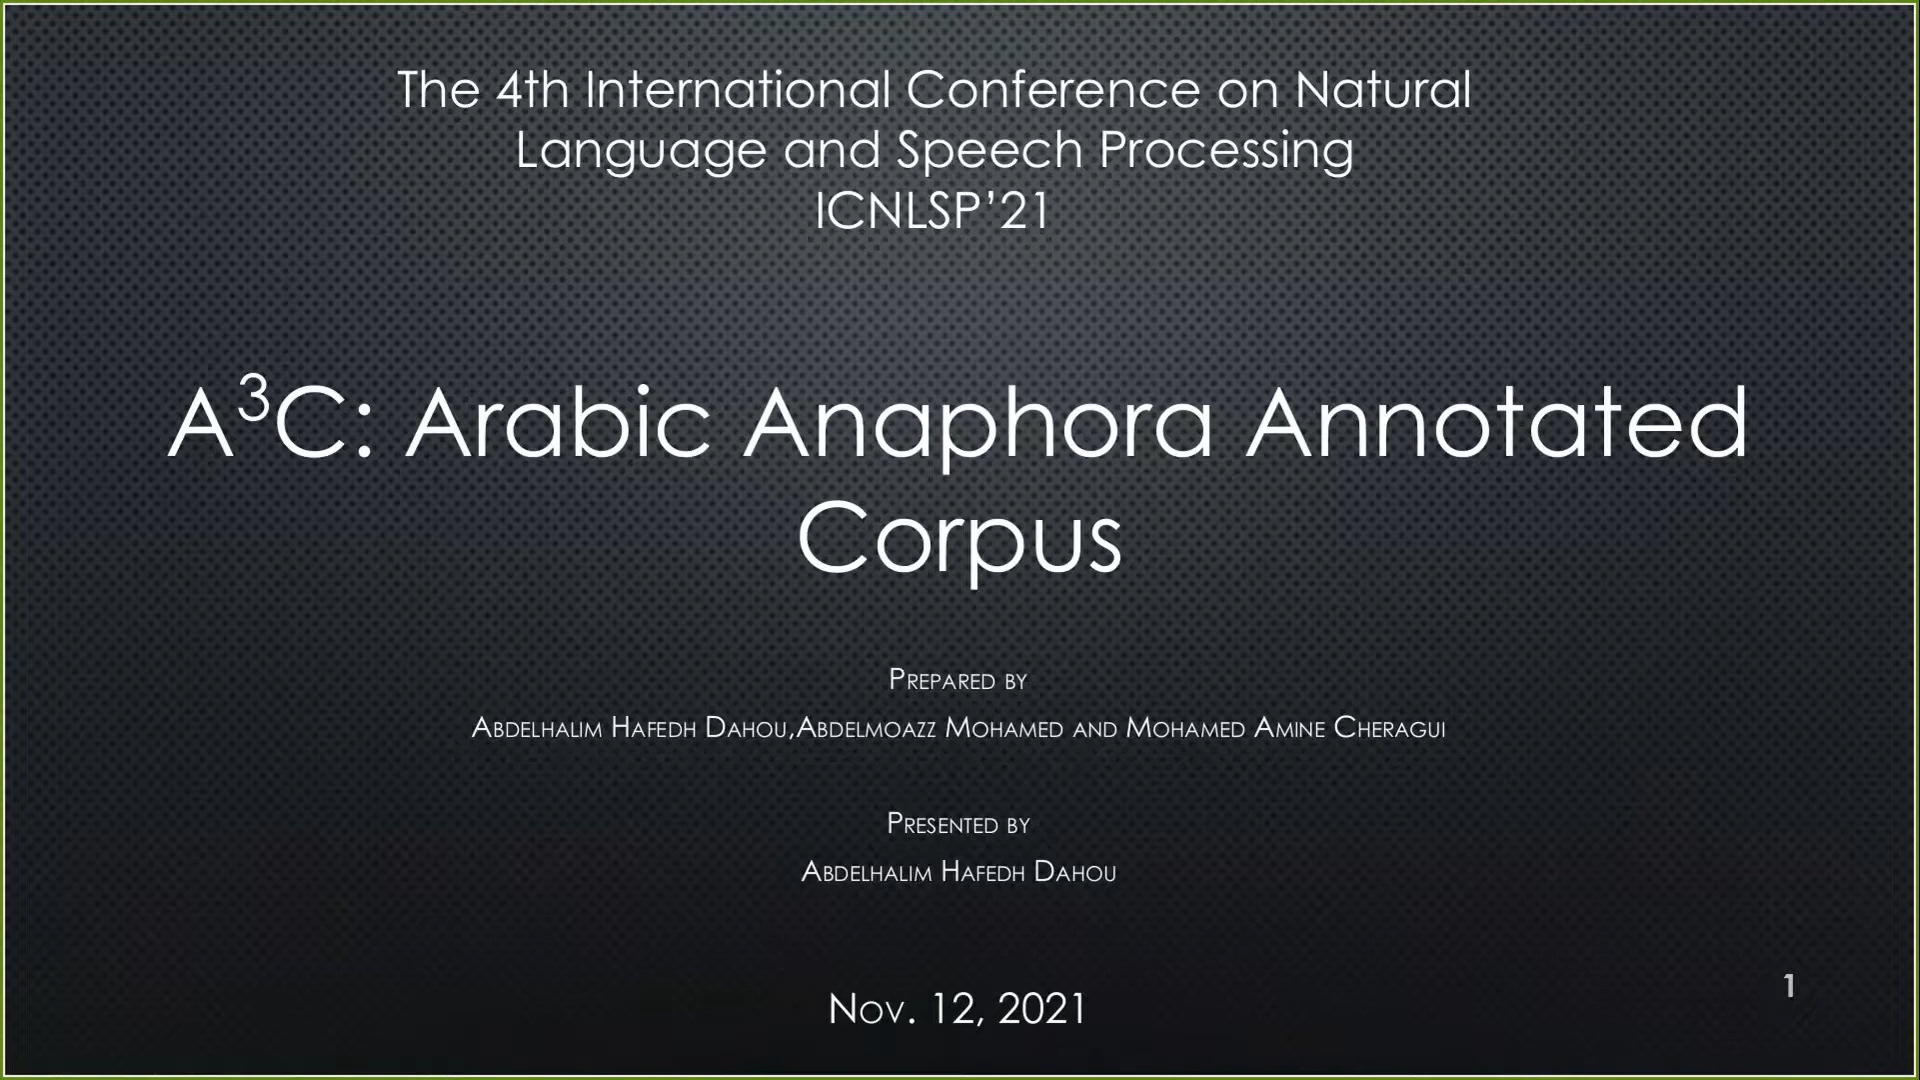 The 4th International Conference on Natural
Language and Speech Processing
ICNLSP’21
A³C: Arabic Anaphora Annotated
Corpus
Prepared by
Abdelhalim Hafedh Dahou,Abdelmoazz Mohamed and Mohamed Amine Cheragui
Presented by
Abdelhalim Hafedh Dahou
1
Nov. 12, 2021